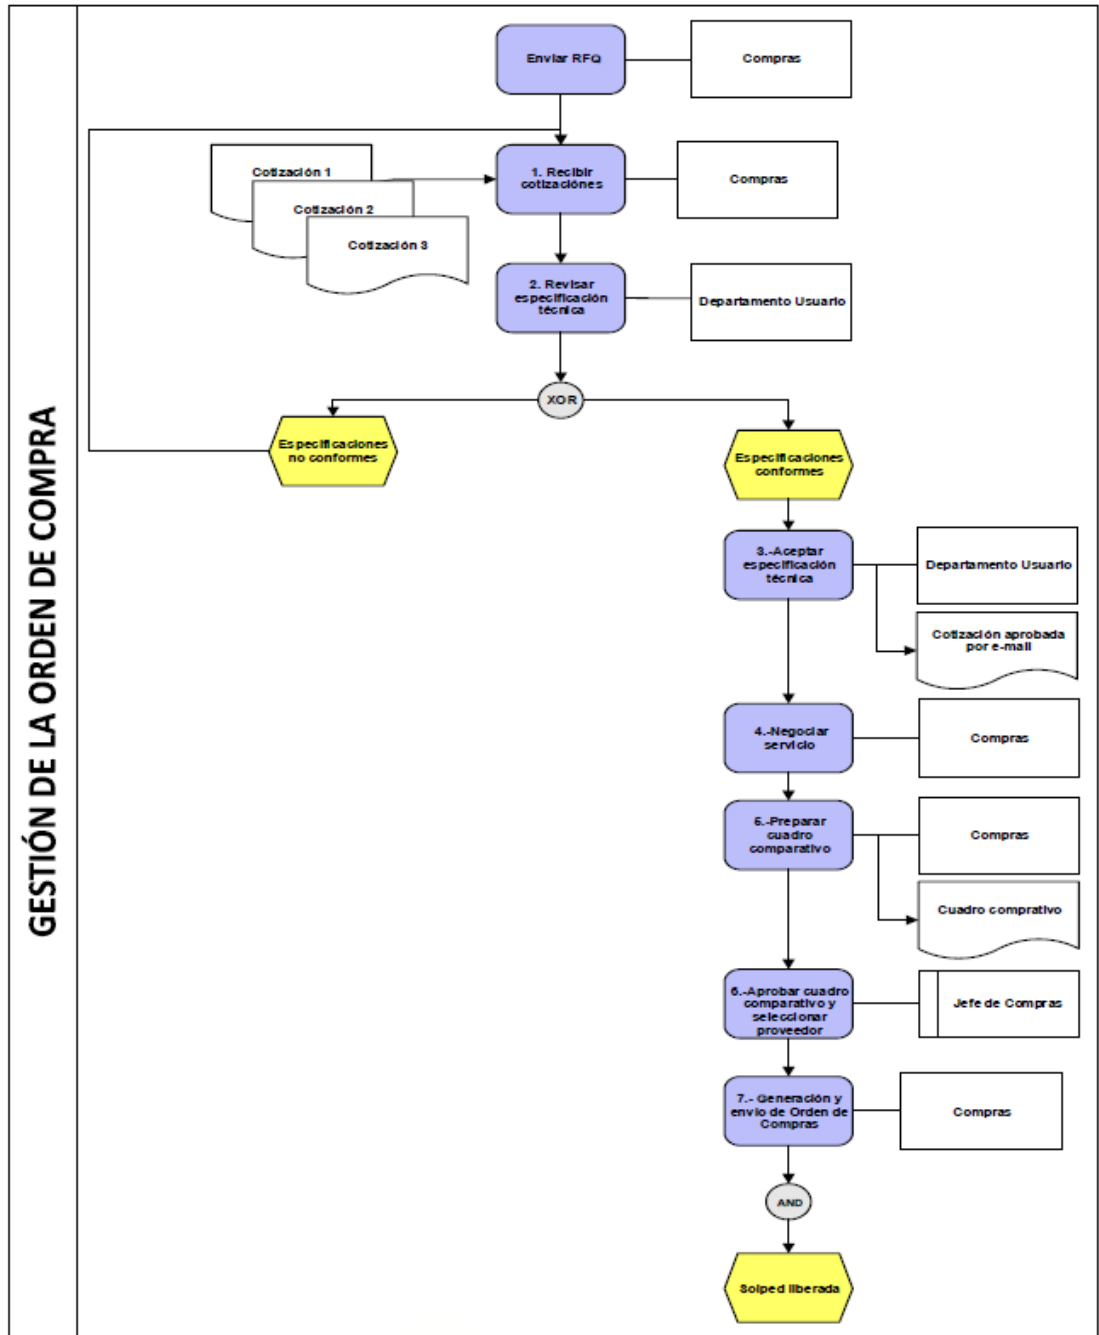 GESTIÓN DE LA ORDEN DE COMPRA
Enviar RFQ
Compras
Cotización 1
Cotización 2
Cotización 3
1. Recibir
cotizaciónes
Compras
2. Revisar
especificación
técnica
Departamento Usuario
XOR
Especificaciones
no conformes
Especificaciones
conformes
3.-Aceptar
especificación
técnica
Departamento Usuario
Cotización aprobada
por e-mail
4.-Negociar
servicio
Compras
5.-Preparar
cuadro
comparativo
Compras
Cuadro comprativo
6.-Aprobar cuadro
comparativo y
seleccionar
proveedor
Jefe de Compras
7.- Generación y
envío de Orden de
Compras
Compras
AND
Solped liberada